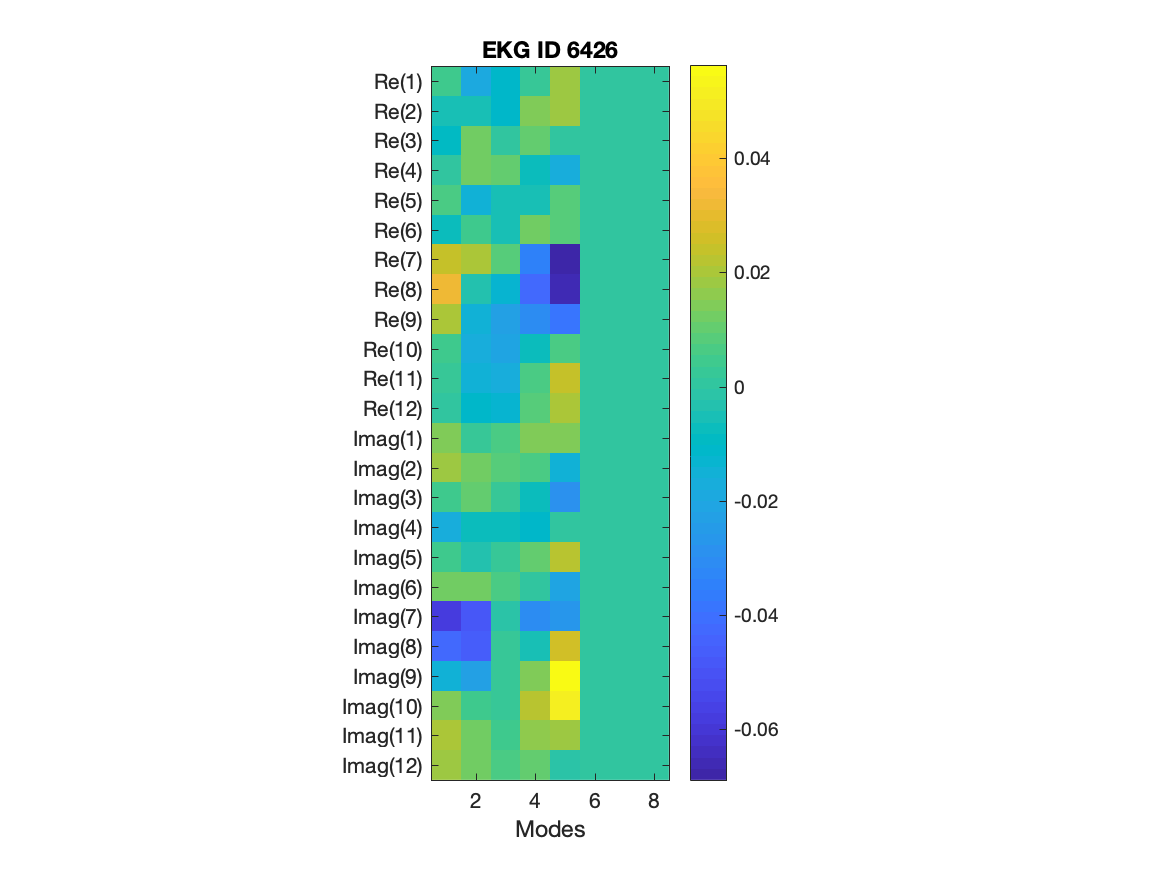 EKG ID 6426
Re(1)
Re(2)
Re(3)
Re(4)
Re(5)
Re(6)
Re(7)
Re(8)
Re(9)
Re(10)
Re(11)
Re(12)
Imag(1)
Imag(2)
Imag(3)
Imag(4)
Imag(5)
Imag(6)
Imag(7)
Imag(8)
Imag(9)
Imag(10)
Imag(11)
Imag(12)
2 4 6 8
Modes
0.04
0.02
0
-0.02
-0.04
-0.06